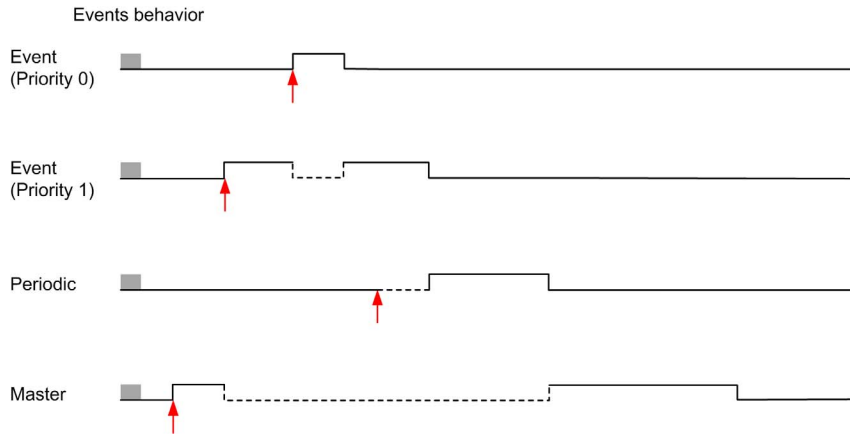 Events behavior
Event
(Priority 0)
Event
(Priority 1)
Periodic
Master